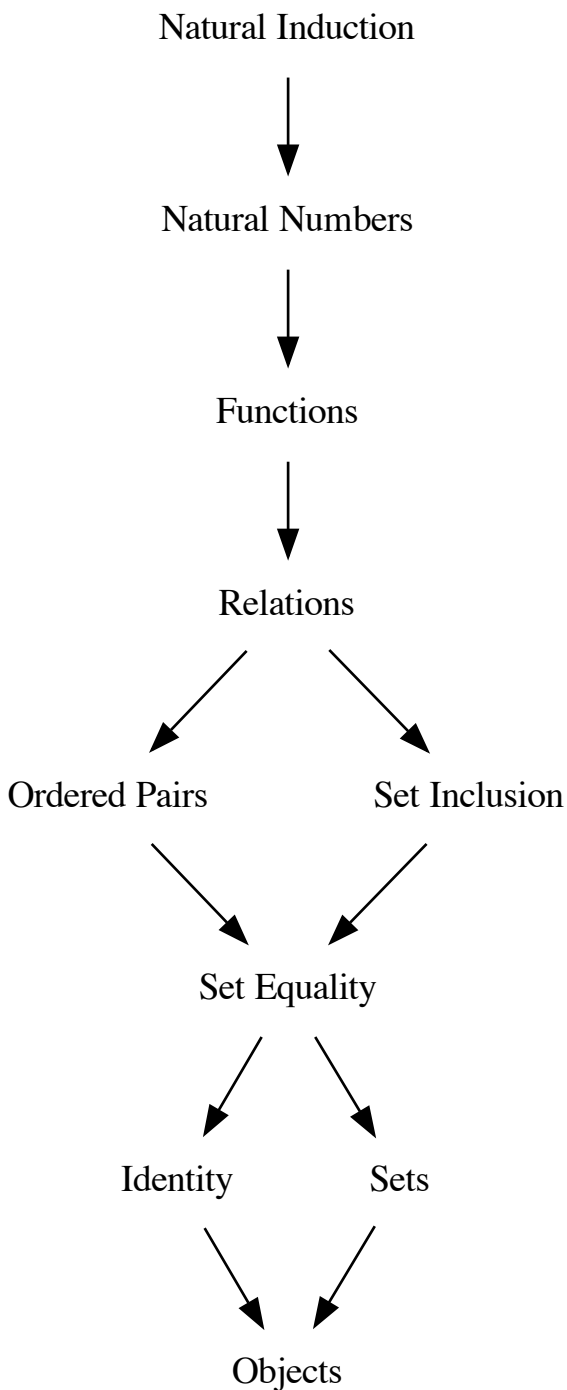 Natural Induction
Natural Numbers
Functions
Relations
Ordered Pairs
Set Inclusion
Set Equality
Identity
Sets
Objects